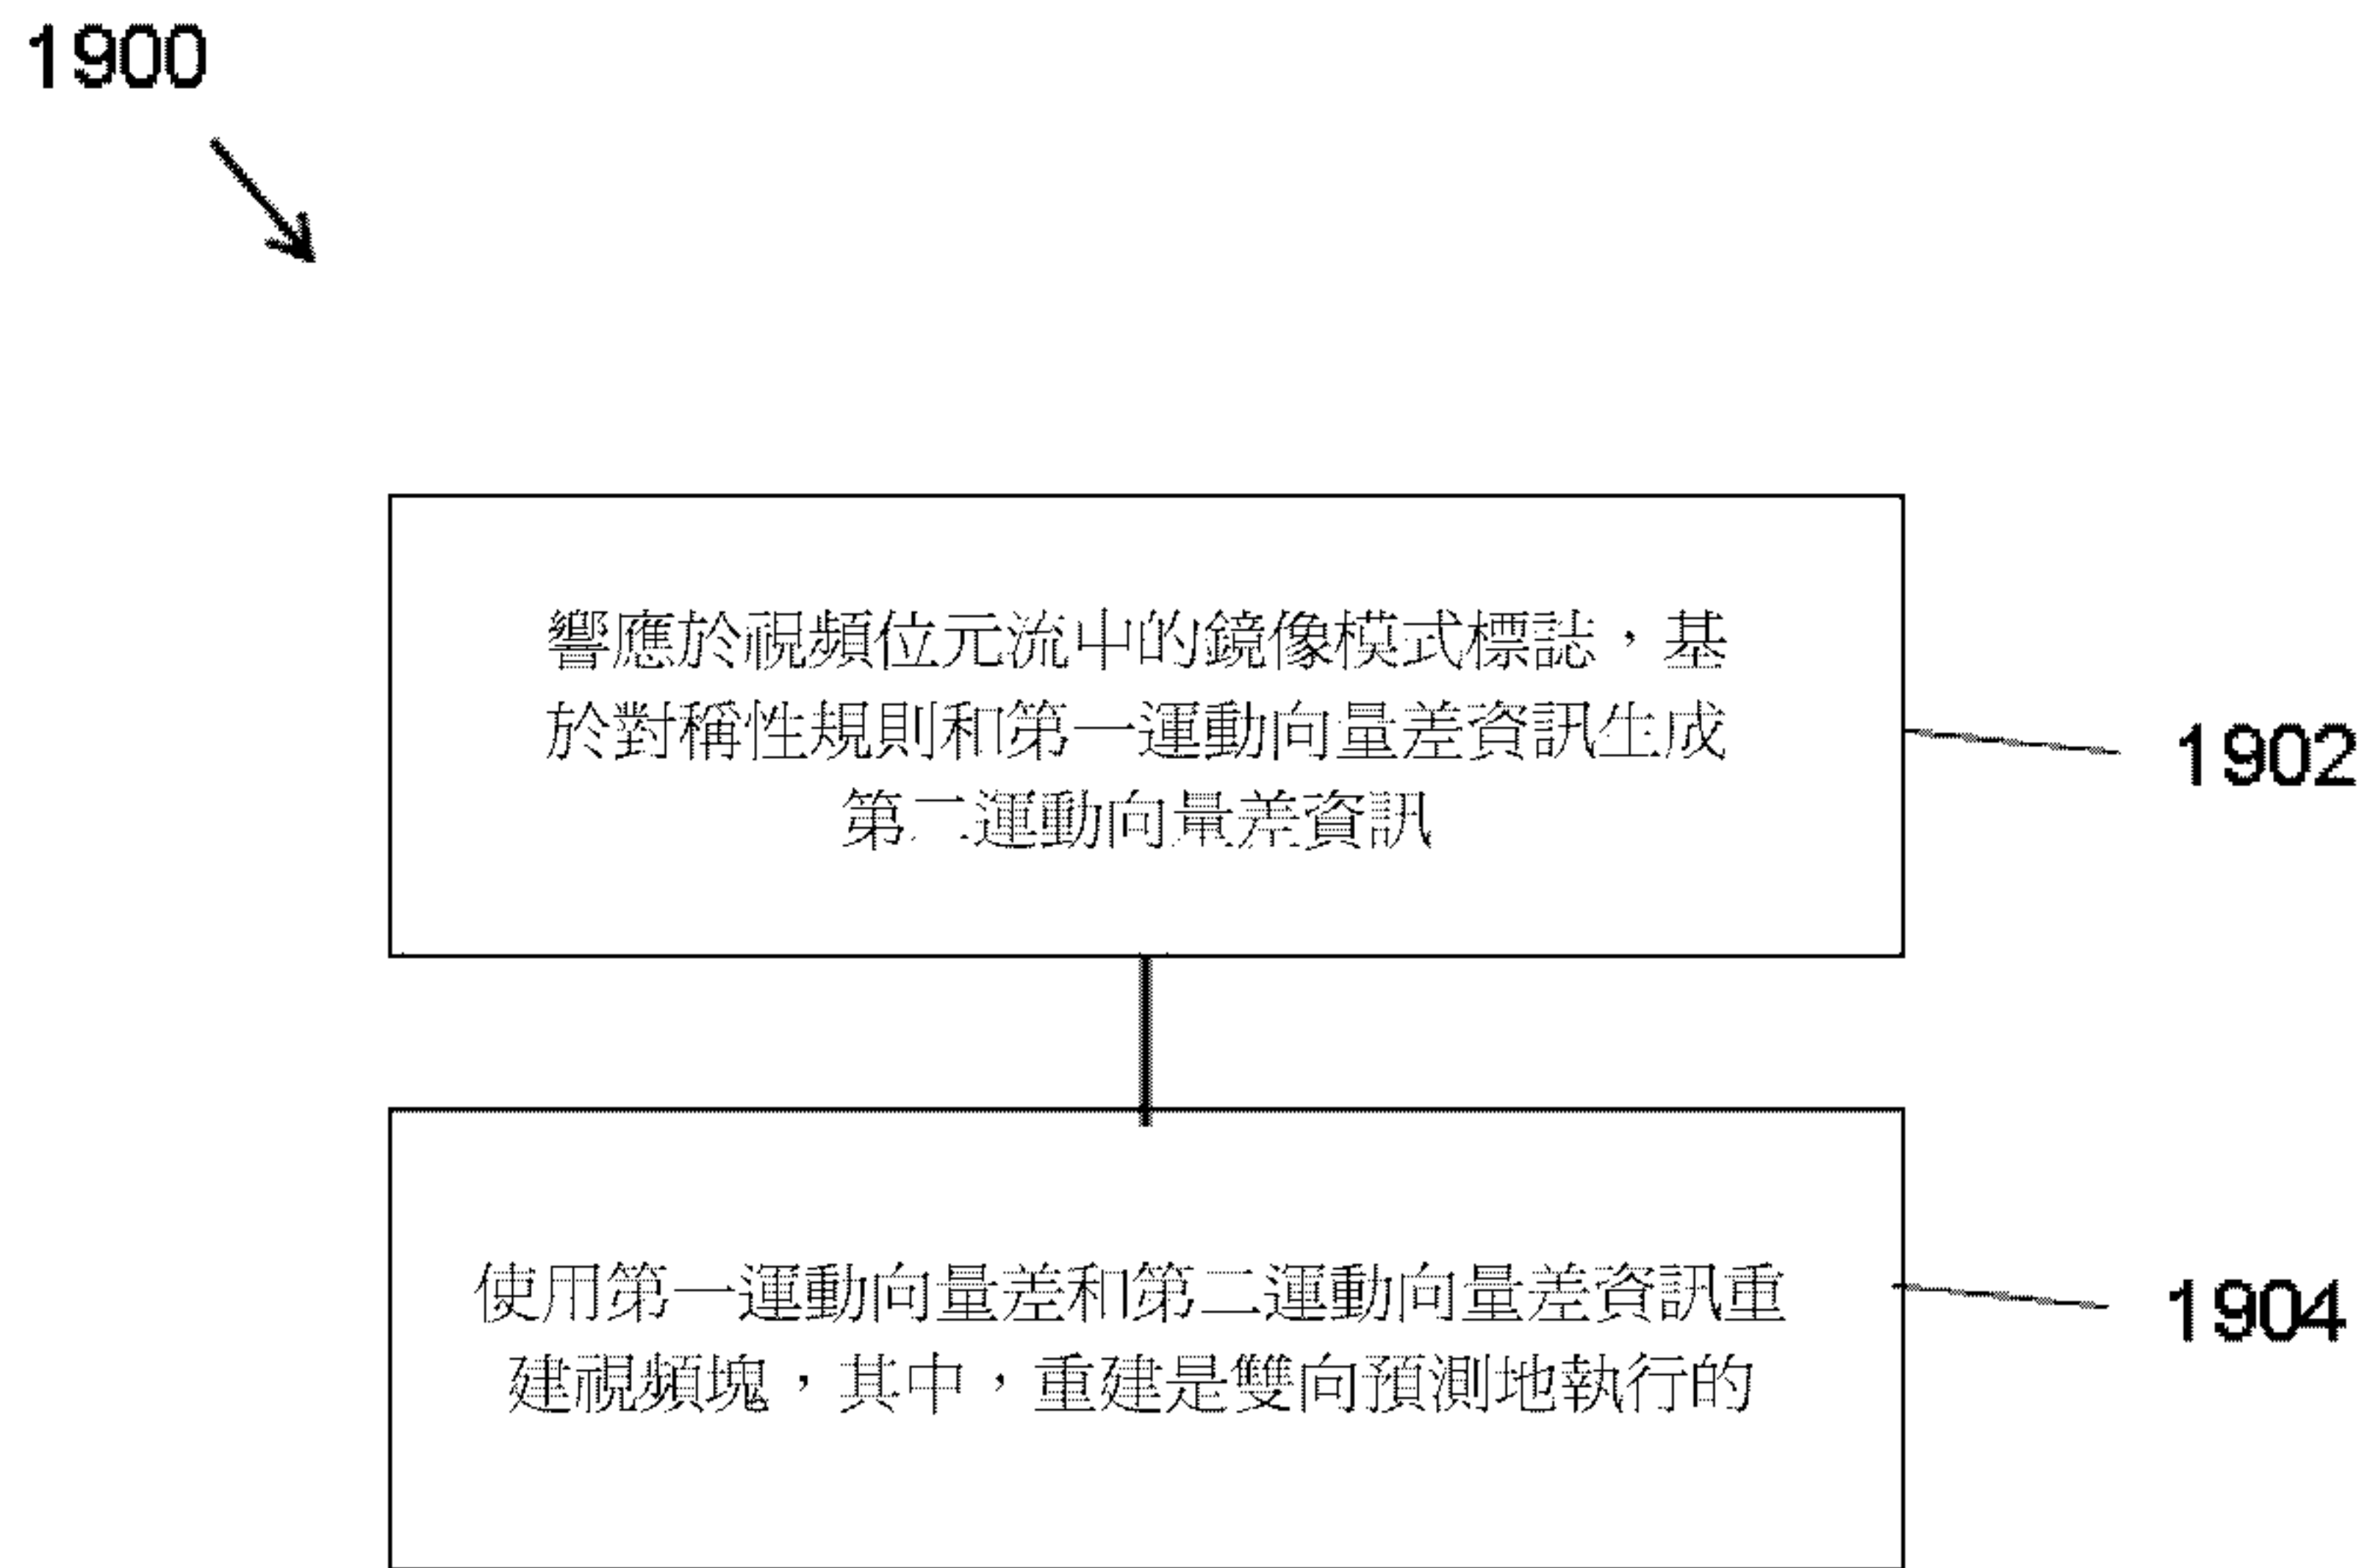 1900
響應於視頻位元流中的鏡像模式標誌，基
於對稱性規則和第一運動向量差資訊生成
第二運動向量差資訊
1902
使用第一運動向量差和第二運動向量差資訊重
建視頻塊，其中，重建是雙向預測地執行的
1904